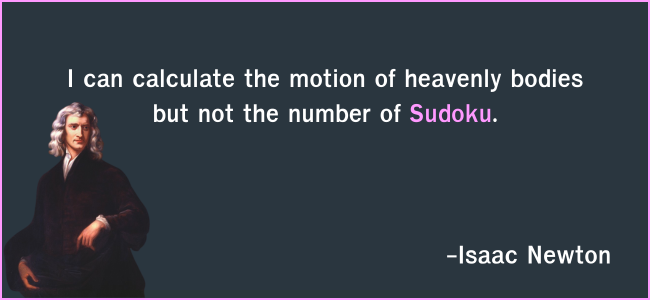 I can calculate the motion of heavenly bodies
but not the number of Sudoku.
–Isaac Newton